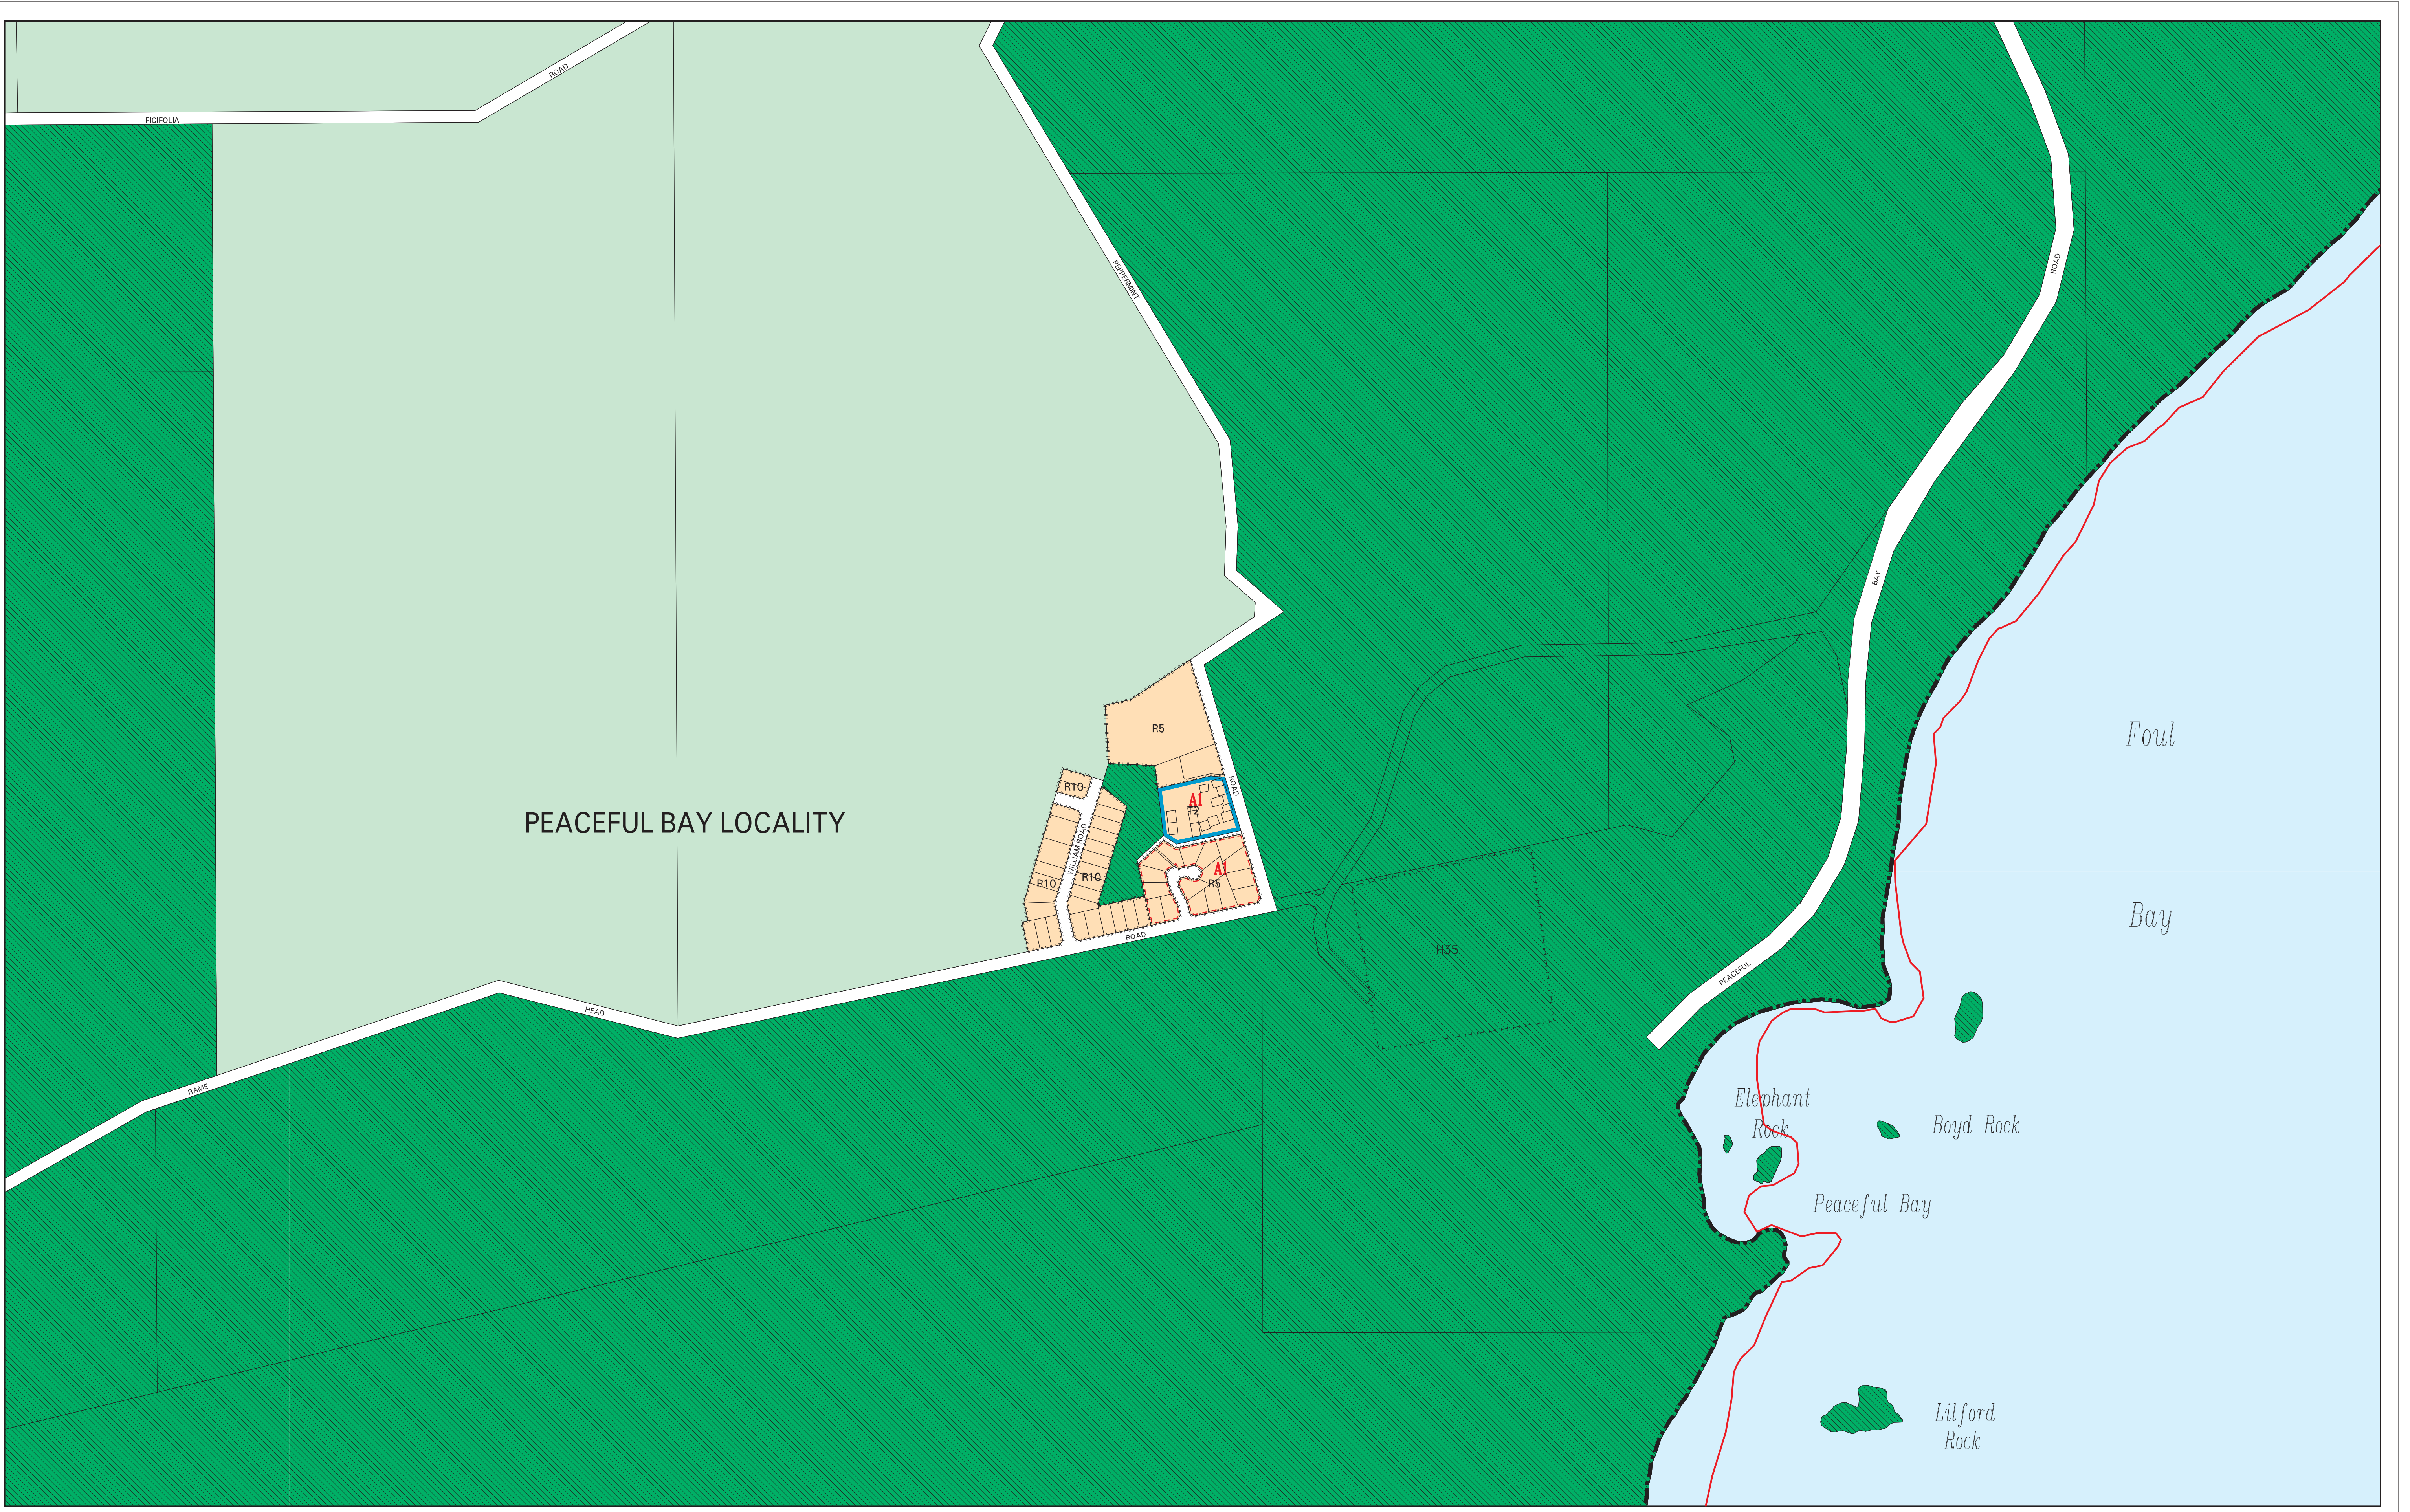 ROAD
FICIFOLIA
PEPPERMINT
ROAD
BAY
R5
Foul
ROAD
R10
A1
T2
PEACEFUL BAY LOCALITY
WILLIAM ROAD
A1
R10
R10
R5
Bay
ROAD
H35
PEACEFUL
HEAD
RAME
Elephant
Rock
Boyd Rock
Peaceful Bay
Lilford
Rock